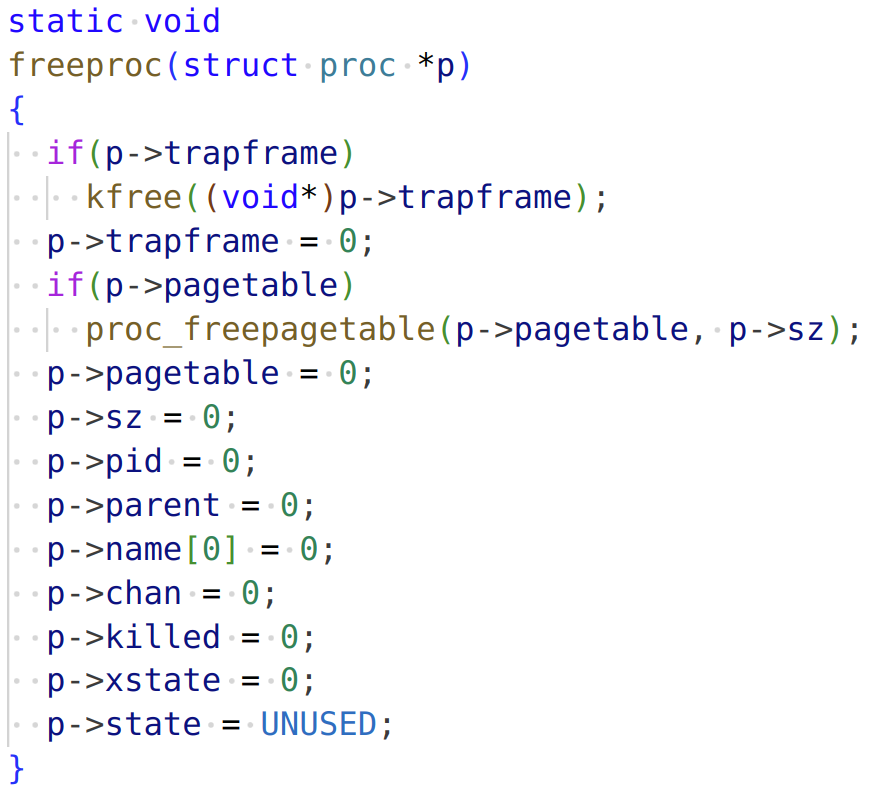 static void
freeproc(struct proc *p)
{
  if(p->trapframe)
    kfree((void*)p->trapframe);
  p->trapframe = 0;
  if(p->pagetable)
    proc_freepagetable(p->pagetable, p->sz);
  p->pagetable = 0;
  p->sz = 0;
  p->pid = 0;
  p->parent = 0;
  p->name[0] = 0;
  p->chan = 0;
  p->killed = 0;
  p->xstate = 0;
  p->state = UNUSED;
}